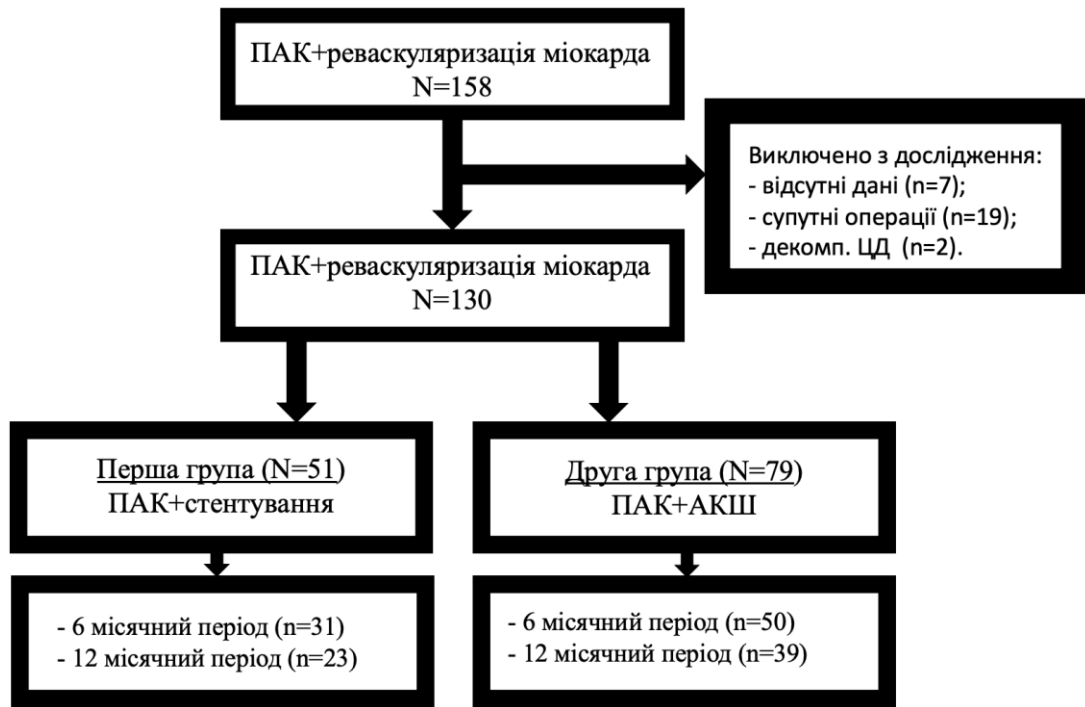 ПАК+реваскуляризація міокарда
N=158
Виключено з дослідження:
- відсутні дані (n=7);
- супутні операції (n=19);
- декомп. ЦД (n=2).
ПАК+реваскуляризація міокарда
N=130
Перша група (N=51)
ПАК+стентування
Друга група (N=79)
ПАК+АКШ
- 6 місячний період (n=31)
- 12 місячний період (n=23)
- 6 місячний період (n=50)
- 12 місячний період (n=39)